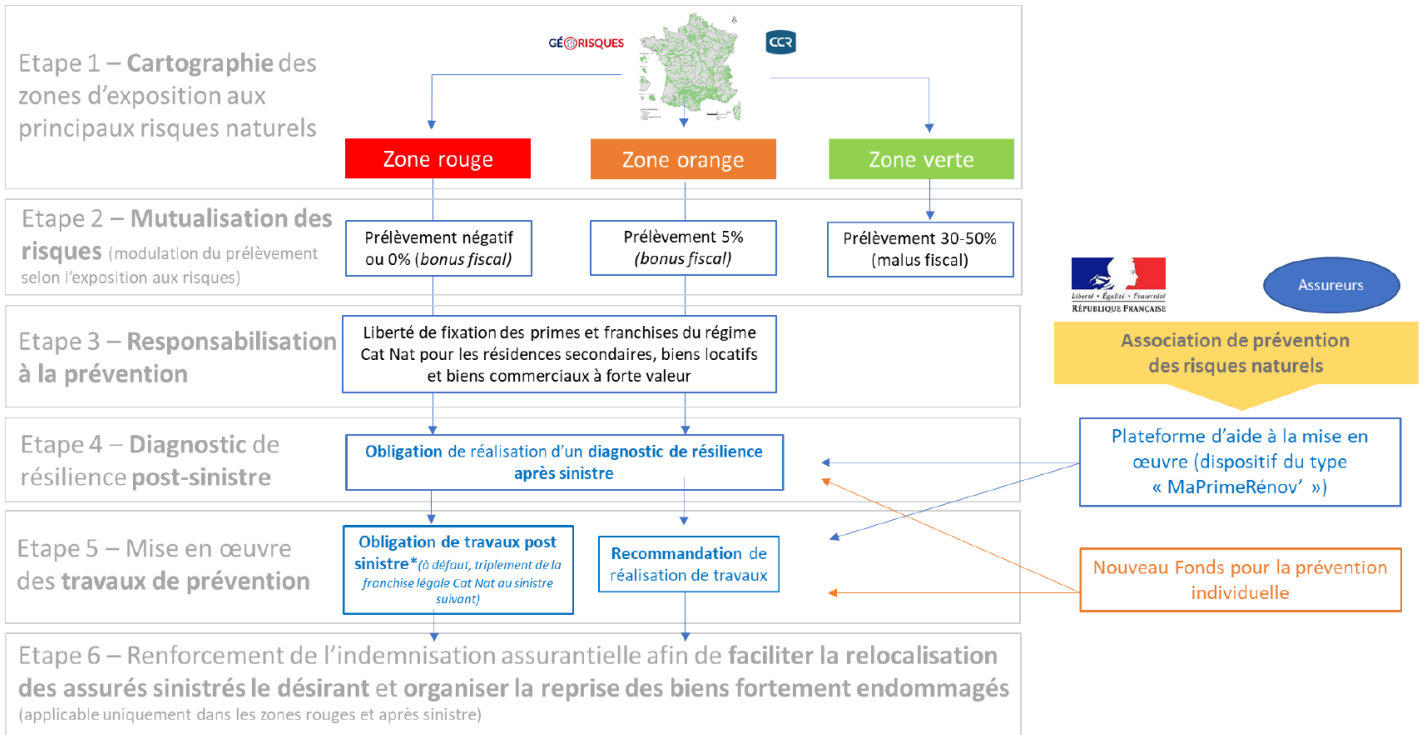 Etape 1 – Cartographie des
zones d'exposition aux
principaux risques naturels
GÉORISQUES
CCR
Zone rouge
Zone orange
Zone verte
Etape 2 – Mutualisation des
risques (modulation du prélèvement
selon l'exposition aux risques)
Prélèvement négatif
ou 0% (bonus fiscal)
Prélèvement 5%
(bonus fiscal)
Prélèvement 30-50%
(malus fiscal)
Liberté • Égalité • Fraternité
RÉPUBLIQUE FRANÇAISE
Assureurs
Etape 3 – Responsabilisation
à la prévention
Liberté de fixation des primes et franchises du régime
Cat Nat pour les résidences secondaires, biens locatifs
et biens commerciaux à forte valeur
Association de prévention
des risques naturels
Etape 4 – Diagnostic de
résilience post-sinistre
Obligation de réalisation d'un diagnostic de résilience
après sinistre
Plateforme d'aide à la mise en
œuvre (dispositif du type
« MaPrimeRénov' »)
Etape 5 – Mise en œuvre
des travaux de prévention
Obligation de travaux post
sinistre*(à défaut, triplement de la
franchise légale Cat Nat au sinistre
suivant)
Recommandation de
réalisation de travaux
Nouveau Fonds pour la prévention
individuelle
Etape 6 – Renforcement de l'indemnisation assurantielle afin de faciliter la relocalisation
des assurés sinistrés le désirant et organiser la reprise des biens fortement endommagés
(applicable uniquement dans les zones rouges et après sinistre)